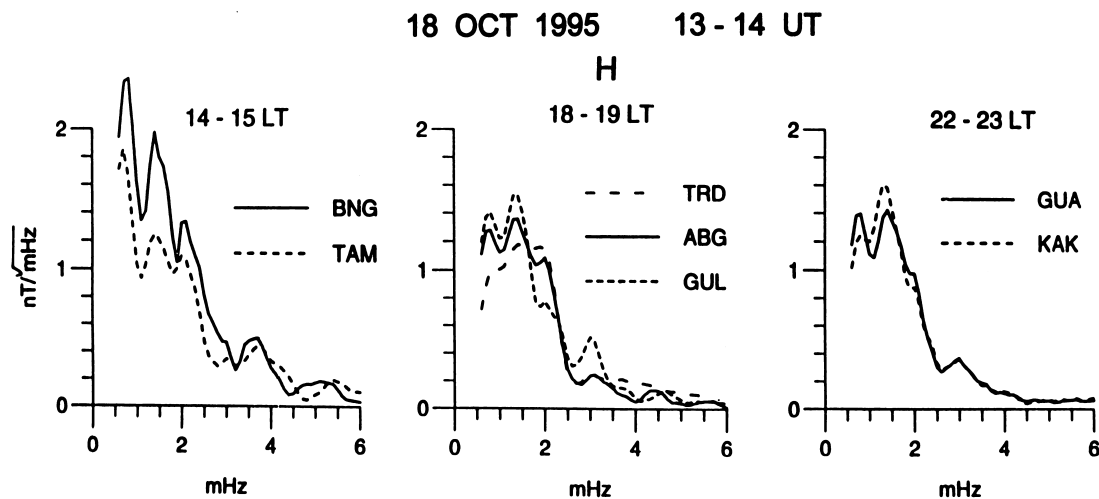 18 OCT 1995 13 - 14 UT
H
14 - 15 LT
18 - 19 LT
22 - 23 LT
2
1
0
nT/√mHz
BNG
TAM
0 2 4 6
mHz
2
1
0
TRD
ABG
GUL
0 2 4 6
mHz
2
1
0
GUA
KAK
0 2 4 6
mHz